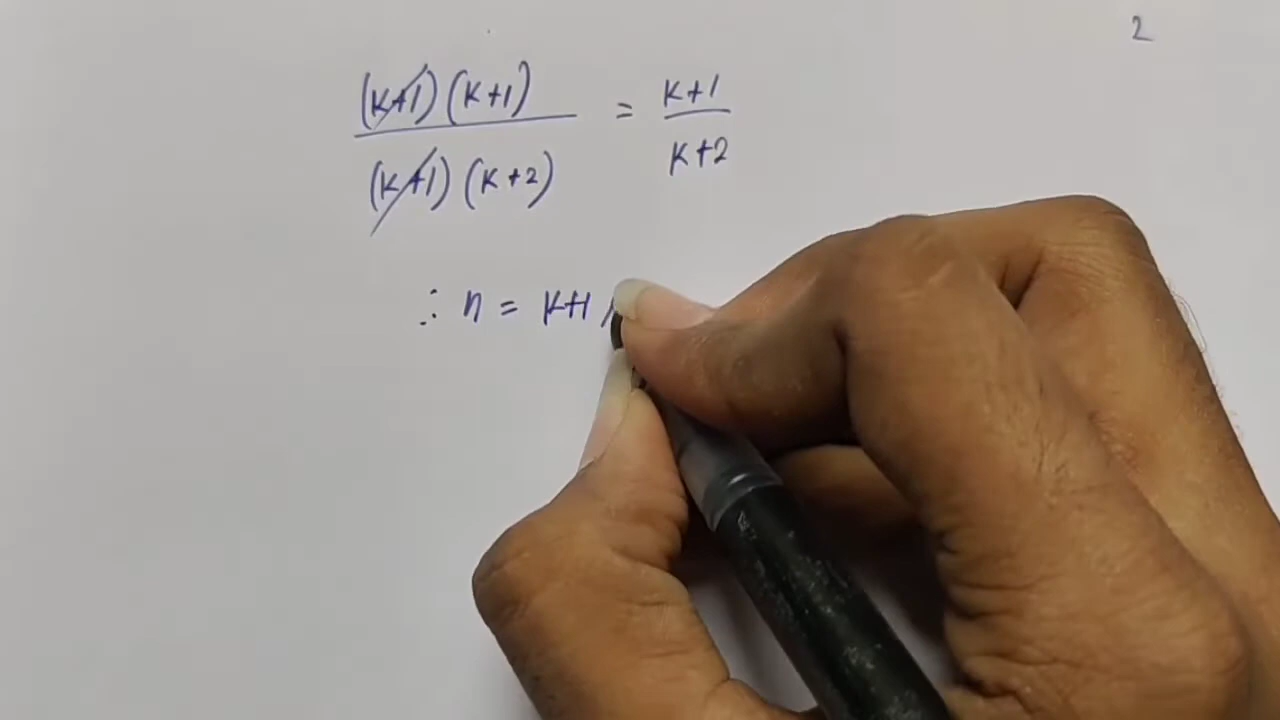 2
(k+1)(k+1) = k+1
(k+1)(k+2) k+2
∴ n = k+1